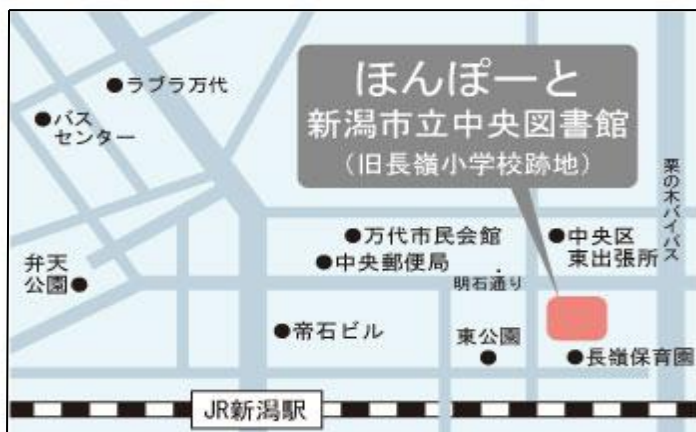 ほんぽーと
新潟市立中央図書館
（旧長嶺小学校跡地）
●ラブラ万代
●バス
センター
栗の木バイパス
●万代市民会館
●中央区
東出張所
●中央郵便局
明石通り
弁天
公園●
●帝石ビル
東公園
●
●長嶺保育園
JR新潟駅